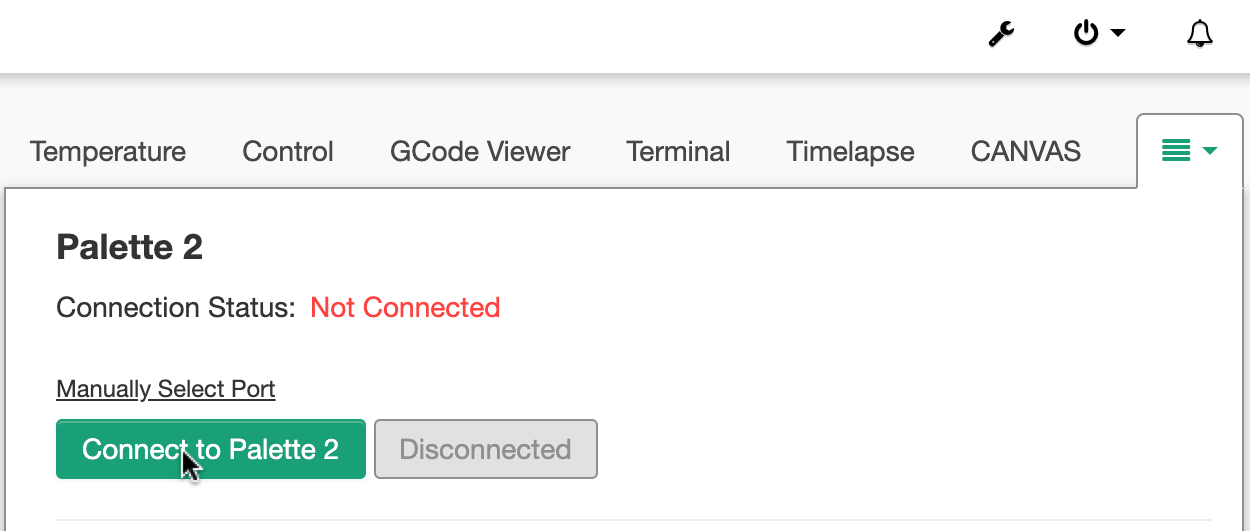 Temperature Control GCode Viewer Terminal Timelapse CANVAS
Palette 2
Connection Status: Not Connected
Manually Select Port
Connect to Palette 2 Disconnected